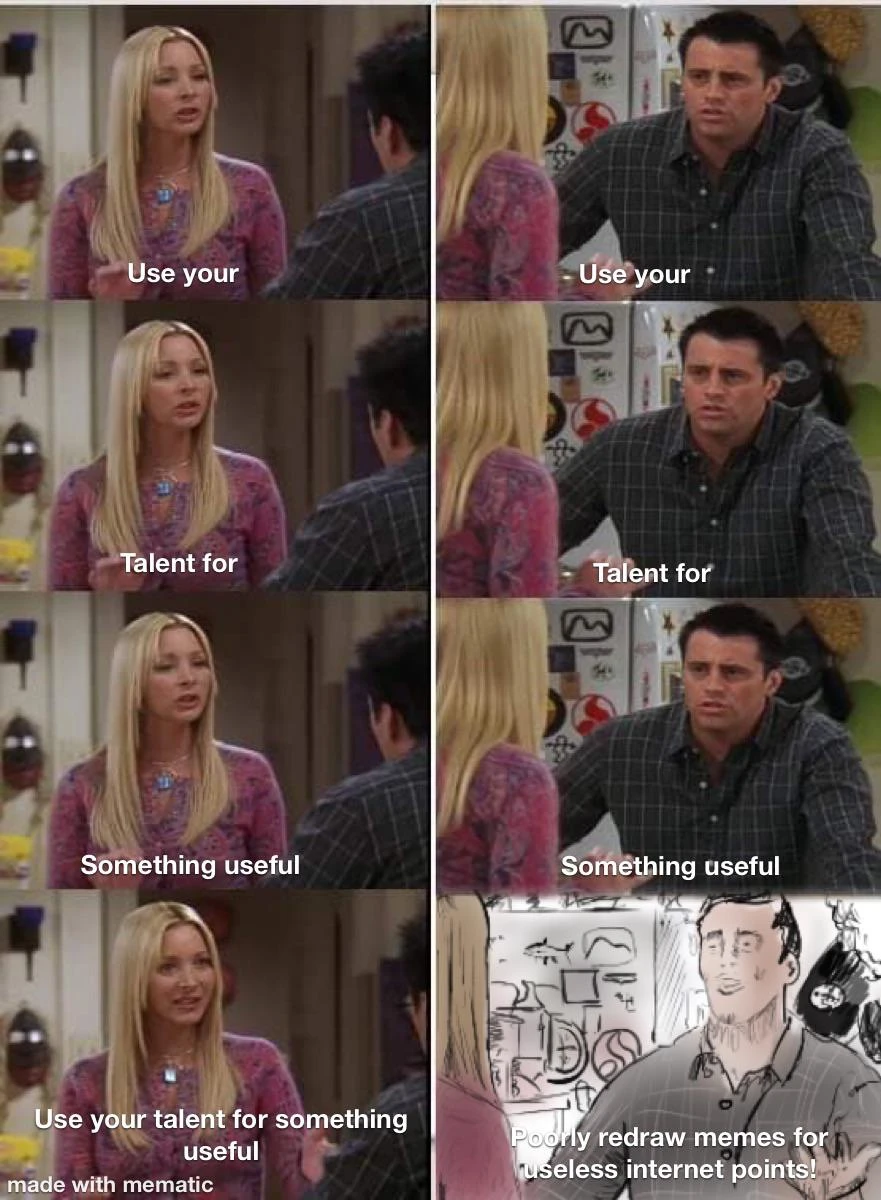 Use your
Use your
Talent for
Talent for
Something useful
Something useful
Use your talent for something
useful
Poorly redraw memes for
useless internet points!
made with mematic